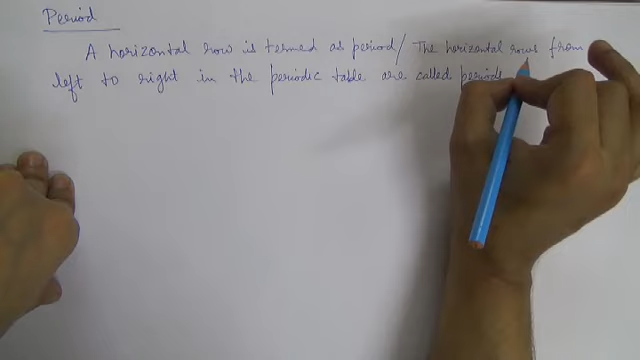 Period
A horizontal row is termed as period/ The horizontal rows from
left to right in the periodic table are called periods